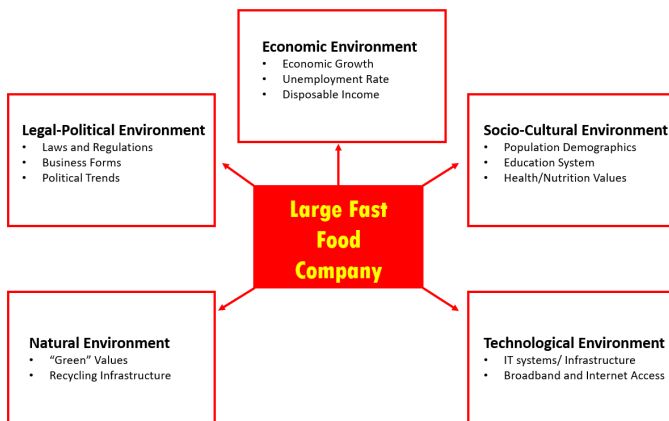 Economic Environment
• Economic Growth
• Unemployment Rate
• Disposable Income
Legal-Political Environment
• Laws and Regulations
• Business Forms
• Political Trends
Socio-Cultural Environment
• Population Demographics
• Education System
• Health/Nutrition Values
Large Fast
Food
Company
Natural Environment
• “Green” Values
• Recycling Infrastructure
Technological Environment
• IT systems/ Infrastructure
• Broadband and Internet Access